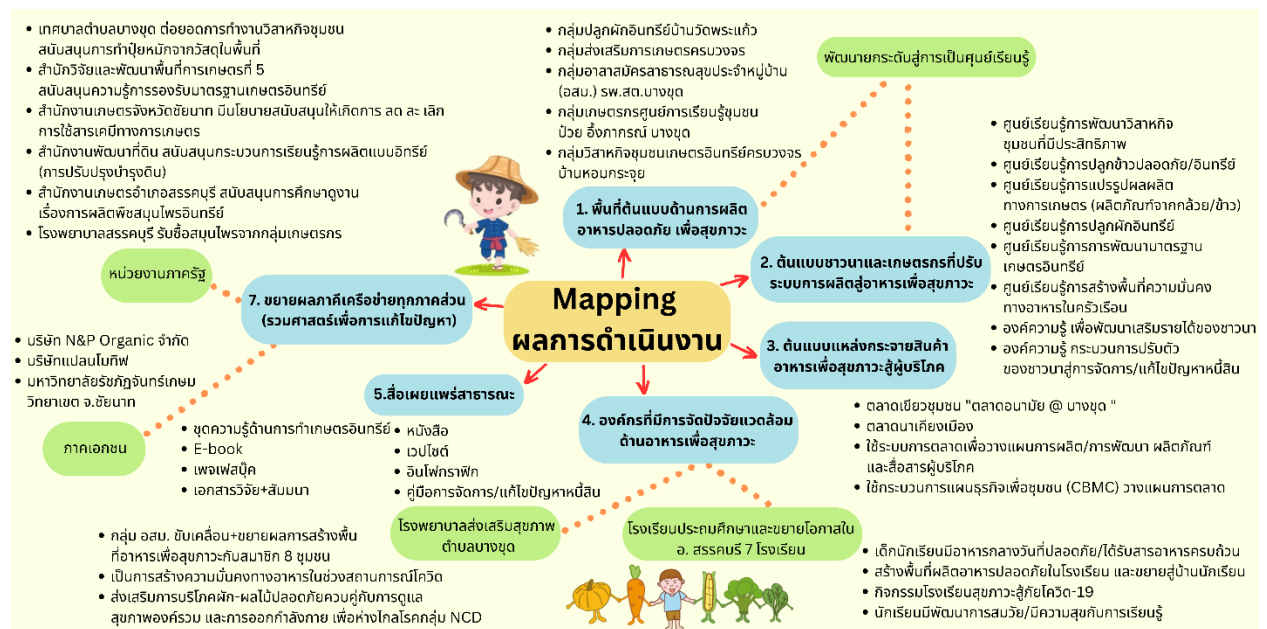 เทศบาลตำบลบางขุด ต่อยอดการทำงานวิสาหกิจชุมชน
สนับสนุนการทำปุ๋ยหมักจากวัสดุในพื้นที่
สำนักวิจัยและพัฒนาพื้นที่การเกษตรที่ 5
สนับสนุนความรู้การรองรับมาตรฐานเกษตรอินทรีย์
สำนักงานเกษตรจังหวัดชัยนาท มีนโยบายสนับสนุนให้เกิดการ ลด ละ เลิก
การใช้สารเคมีทางการเกษตร
สำนักงานพัฒนาที่ดิน สนับสนุนกระบวนการเรียนรู้การผลิตแบบอิทรีย์
(การปรับปรุงบำรุงดิน)
สำนักงานเกษตรอำเภอสรรคบุรี สนับสนุนการศึกษาดูงาน
เรื่องการผลิตพืชสมุนไพรอินทรีย์
โรงพยาบาลสรรคบุรี รับซื้อสมุนไพรจากกลุ่มเกษตรกร
กลุ่มปลูกผักอินทรีย์บ้านวัดพระแก้ว
กลุ่มส่งเสริมการเกษตรครบวงจร
กลุ่มอาสาสมัครสาธารณสุขประจำหมู่บ้าน
(อสม.) รพ.สต.บางขุด
กลุ่มเกษตรกรศูนย์การเรียนรู้ชุมชน
ป๋วย อึ๊งภากรณ์ บางขุด
กลุ่มวิสาหกิจชุมชนเกษตรอินทรีย์ครบวงจร
บ้านหอมกระจุย
พัฒนายกระดับสู่การเป็นศุนย์เรียนรู้
ศูนย์เรียนรู้การพัฒนาวิสาหกิจ
ชุมชนที่มีประสิทธิภาพ
ศูนย์เรียนรู้การปลูกข้าวปลอดภัย/อินทรีย์
ศูนย์เรียนรู้การแปรรูปผลผลิต
ทางการเกษตร (ผลิตภัณฑ์จากกล้วย/ข้าว)
ศูนย์เรียนรู้การปลูกผักอินทรีย์
ศูนย์เรียนรู้การการพัฒนามาตรฐาน
เกษตรอินทรีย์
ศูนย์เรียนรู้การสร้างพื้นที่ความมั่นคง
ทางอาหารในครัวเรือน
องค์ความรู้ เพื่อพัฒนาเสริมรายได้ของชาวนา
องค์ความรู้ กระบวนการปรับตัว
ของชาวนาสู่การจัดการ/แก้ไขปัญหาหนี้สิน
1. พื้นที่ต้นแบบด้านการผลิต
อาหารปลอดภัย เพื่อสุขภาวะ
2. ต้นแบบชาวนาและเกษตรกรที่ปรับ
ระบบการผลิตสู่อาหารเพื่อสุขภาวะ
หน่วยงานภาครัฐ
7. ขยายผลภาคีเครือข่ายทุกภาคส่วน
(รวมศาสตร์เพื่อการแก้ไขปัญหา)
Mapping
ผลการดำเนินงาน
3. ต้นแบบแหล่งกระจายสินค้า
อาหารเพื่อสุขภาวะสู่ผู้บริโภค
บริษัท N&P Organic จำกัด
บริษัทแปลนโมทิฟ
มหาวิทยาลัยรัชภัฏจันทร์เกษม
วิทยาเขต จ.ชัยนาท
ภาคเอกชน
5.สื่อเผยแพร่สาธารณะ
ชุดความรู้ด้านการทำเกษตรอินทรีย์
E-book
เพจเฟสบุ๊ค
เอกสารวิจัย+สัมมนา
หนังสือ
เวปไซต์
อินโฟกราฟิก
คู่มือการจัดการ/แก้ไขปัญหาหนี้สิน
4. องค์กรที่มีการจัดปัจจัยแวดล้อม
ด้านอาหารเพื่อสุขภาวะ
ตลาดเขียวชุมชน "ตลาดอนามัย @ บางขุด "
ตลาดนาเคียงเมือง
ใช้ระบบการตลาดเพื่อวางแผนการผลิต/การพัฒนา ผลิตภัณฑ์
และสื่อสารผู้บริโภค
ใช้กระบวนการแผนธุรกิจเพื่อชุมชน (CBMC) วางแผนการตลาด
โรงพยาบาลส่งเสริมสุขภาพ
ตำบลบางขุด
โรงเรียนประถมศึกษาและขยายโอกาสใน
อ. สรรคบุรี 7 โรงเรียน
กลุ่ม อสม. ขับเคลื่อน+ขยายผลการสร้างพื้น
ที่อาหารเพื่อสุขภาวะกับสมาชิก 8 ชุมชน
เป็นการสร้างความมั่นคงทางอาหารในช่วงสถานการณ์โควิด
ส่งเสริมการบริโภคผัก-ผลไม้ปลอดภัยควบคู่กับการดูแล
สุขภาพองค์รวม และการออกกำลังกาย เพื่อห่างไกลโรคกลุ่ม NCD
เด็กนักเรียนมีอาหารกลางวันที่ปลอดภัย/ได้รับสารอาหารครบถ้วน
สร้างพื้นที่ผลิตอาหารปลอดภัยในโรงเรียน และขยายสู่บ้านนักเรียน
กิจกรรมโรงเรียนสุขภาวะสู้ภัยโควิด-19
นักเรียนมีพัฒนาการสมวัย/มีความสุขกับการเรียนรู้